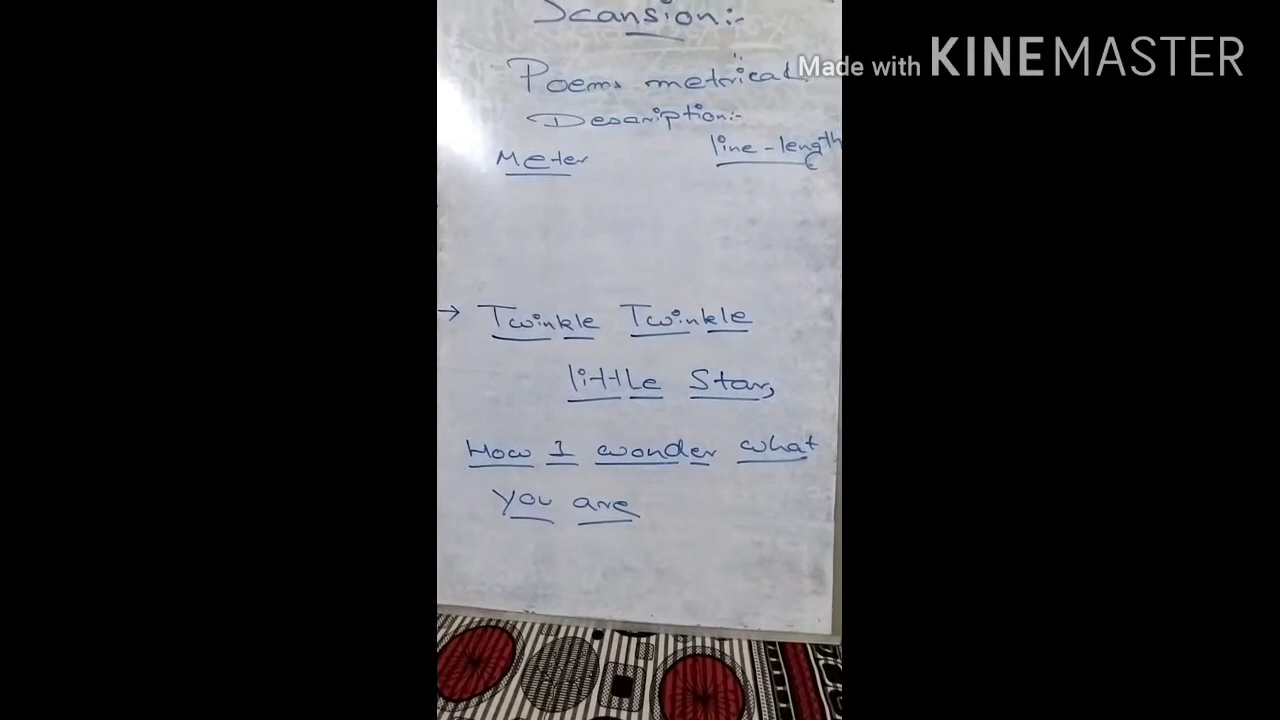 Scansion:-
Poems metrical
Description:-
Meter line-length
→ Twinkle Twinkle
little Star,
How I wonder what
you are
Made with KINEMASTER